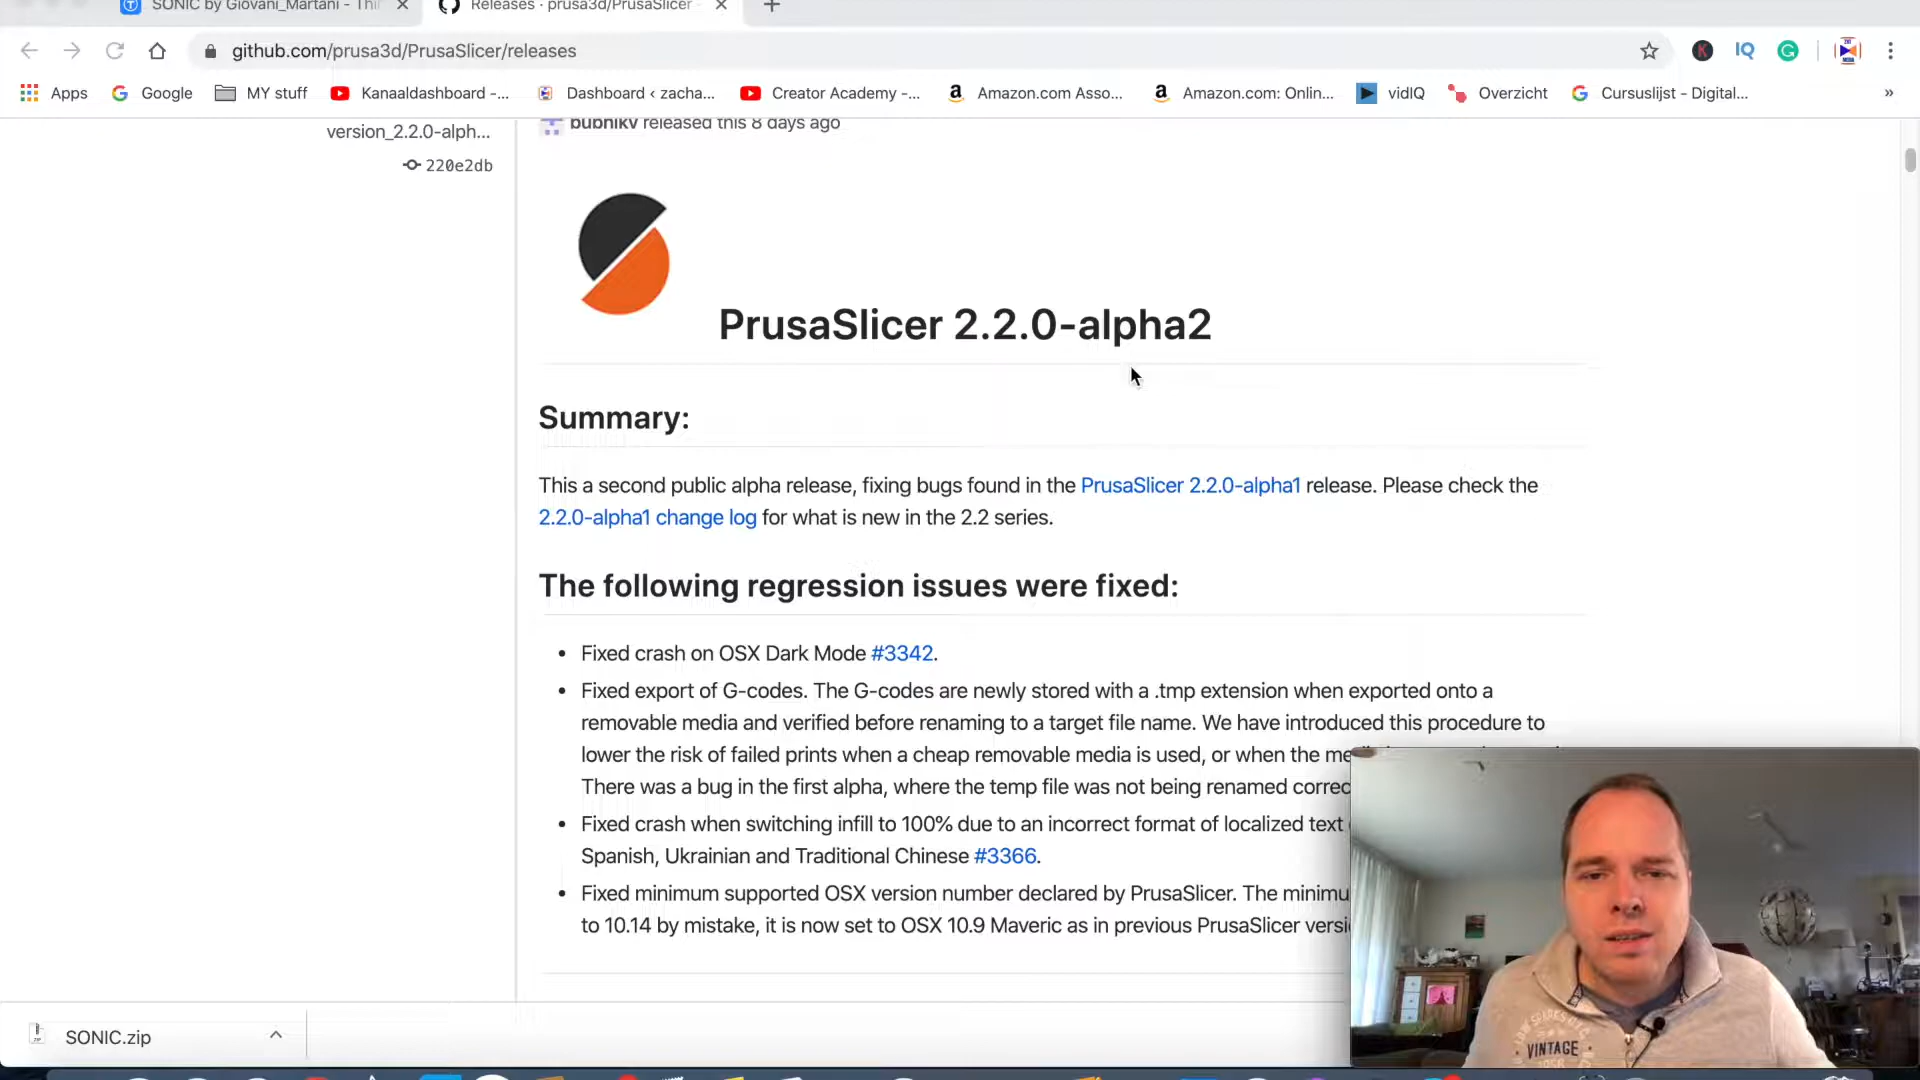 SONIC by Giovani_Martani - Thi
Releases · prusa3d/PrusaSlicer
github.com/prusa3d/PrusaSlicer/releases
Apps Google MY stuff Kanaaldashboard -... Dashboard ‹ zacha... Creator Academy -... Amazon.com Asso... Amazon.com: Onlin... vidIQ Overzicht Cursuslijst - Digital... »
version_2.2.0-alph...
220e2db
bubnikv released this 8 days ago
PrusaSlicer 2.2.0-alpha2
Summary:
This a second public alpha release, fixing bugs found in the PrusaSlicer 2.2.0-alpha1 release. Please check the
2.2.0-alpha1 change log for what is new in the 2.2 series.
The following regression issues were fixed:
• Fixed crash on OSX Dark Mode #3342.
• Fixed export of G-codes. The G-codes are newly stored with a .tmp extension when exported onto a
removable media and verified before renaming to a target file name. We have introduced this procedure to
lower the risk of failed prints when a cheap removable media is used, or when the me
There was a bug in the first alpha, where the temp file was not being renamed correc
• Fixed crash when switching infill to 100% due to an incorrect format of localized text
Spanish, Ukrainian and Traditional Chinese #3366.
• Fixed minimum supported OSX version number declared by PrusaSlicer. The minimu
to 10.14 by mistake, it is now set to OSX 10.9 Maveric as in previous PrusaSlicer versi
SONIC.zip
VINTAGE